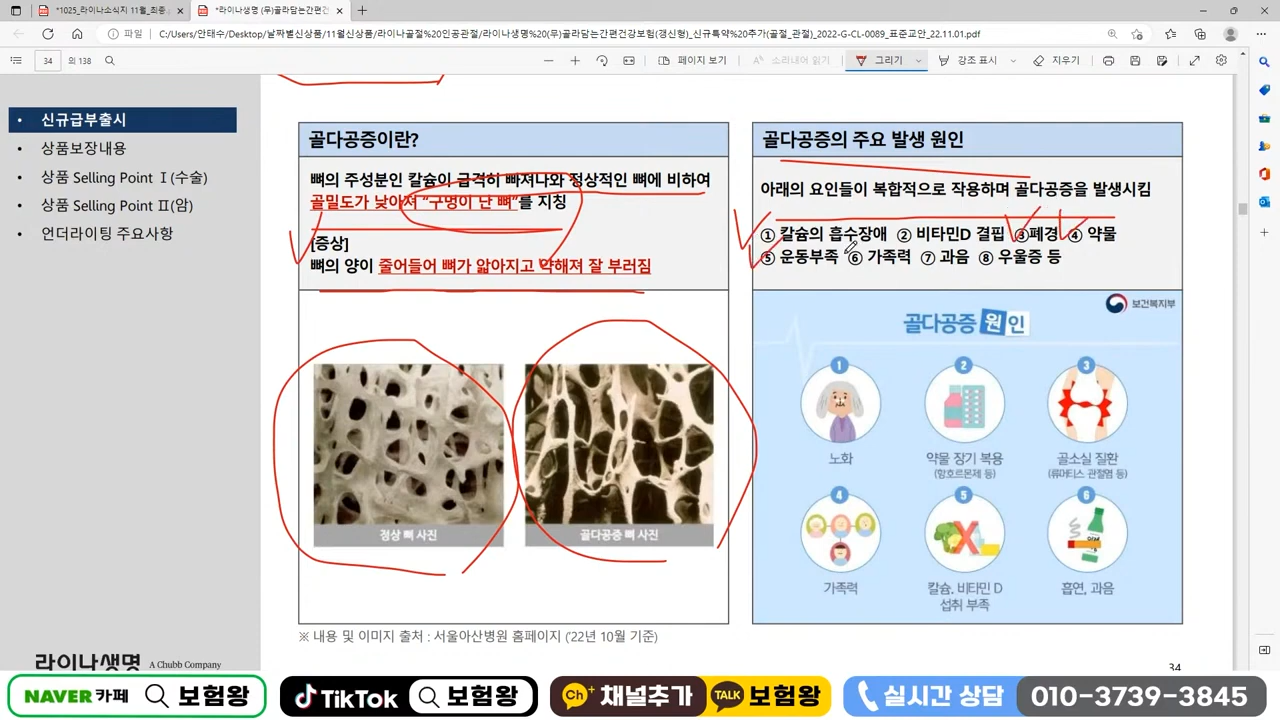 *1025_라이나소식지 11월_최종
*라이나생명 (무)골라담는간편건
파일
C:/Users/안태수/Desktop/날짜별신상품/11월신상품/라이나골절%20인공관절/라이나생명%20(무)골라담는간편건강보험(갱신형)_신규특약%20추가(골절_관절)_2022-G-CL-0089_표준교안_22.11.01.pdf
34 의 138
페이지 보기
소리내어 읽기
그리기
강조 표시
지우기
• 신규급부출시
• 상품보장내용
• 상품 Selling Point Ⅰ(수술)
• 상품 Selling Point Ⅱ(암)
• 언더라이팅 주요사항
골다공증이란?
뼈의 주성분인 칼슘이 급격히 빠져나와 정상적인 뼈에 비하여
골밀도가 낮아져 "구멍이 난 뼈"를 지칭
[증상]
뼈의 양이 줄어들어 뼈가 얇아지고 약해져 잘 부러짐
정상 뼈 사진
골다공증 뼈 사진
골다공증의 주요 발생 원인
아래의 요인들이 복합적으로 작용하며 골다공증을 발생시킴
① 칼슘의 흡수장애 ② 비타민D 결핍 ③폐경 ④ 약물
⑤ 운동부족 ⑥ 가족력 ⑦ 과음 ⑧ 우울증 등
보건복지부
골다공증 원인
1
2
3
노화
약물 장기 복용
(항호르몬제 등)
골소실 질환
(류머티스 관절염 등)
4
5
6
가족력
칼슘, 비타민 D
섭취 부족
흡연, 과음
※ 내용 및 이미지 출처 : 서울아산병원 홈페이지 ('22년 10월 기준)
34
라이나생명 A Chubb Company
NAVER 카페 보험왕
TikTok 보험왕
Ch+ 채널추가 TALK 보험왕
실시간 상담 010-3739-3845